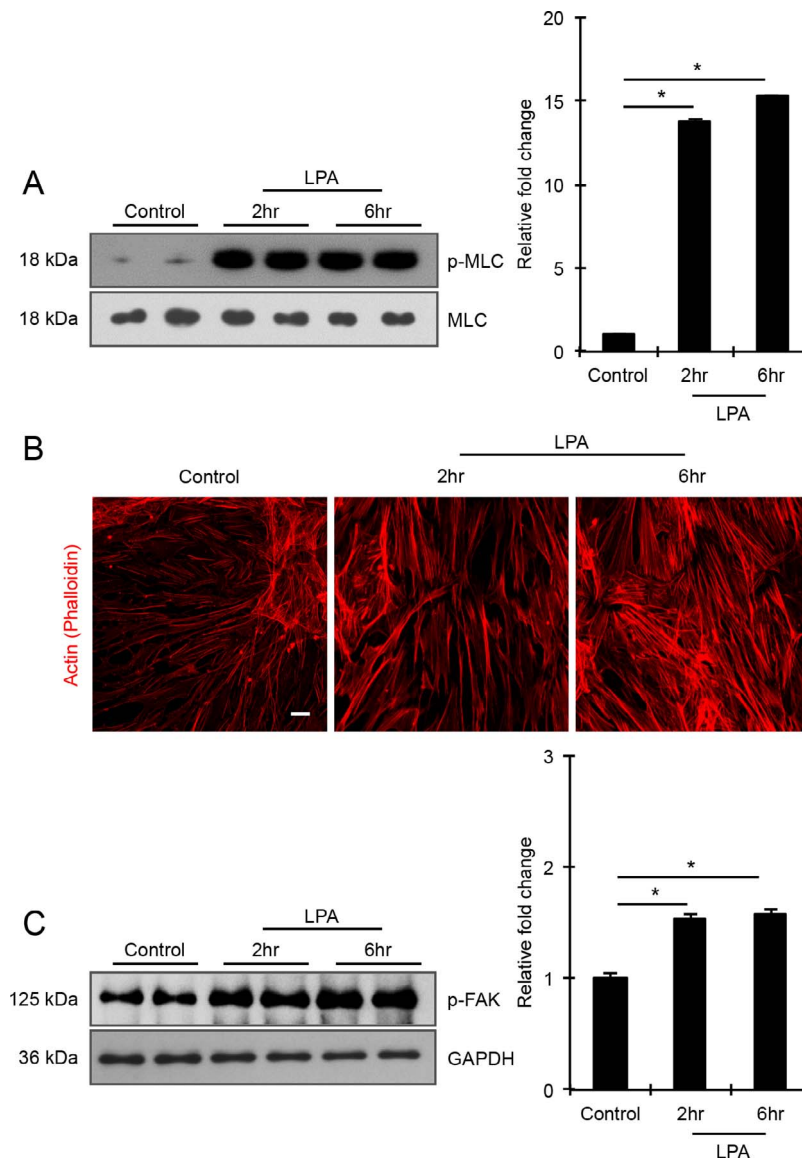 A
LPA
Control 2hr 6hr
18 kDa p-MLC
18 kDa MLC
Relative fold change
20
15
10
5
0
* *
Control 2hr 6hr
LPA
B
LPA
Control 2hr 6hr
Actin (Phalloidin)
C
LPA
Control 2hr 6hr
125 kDa p-FAK
36 kDa GAPDH
Relative fold change
3
2
1
0
* *
Control 2hr 6hr
LPA